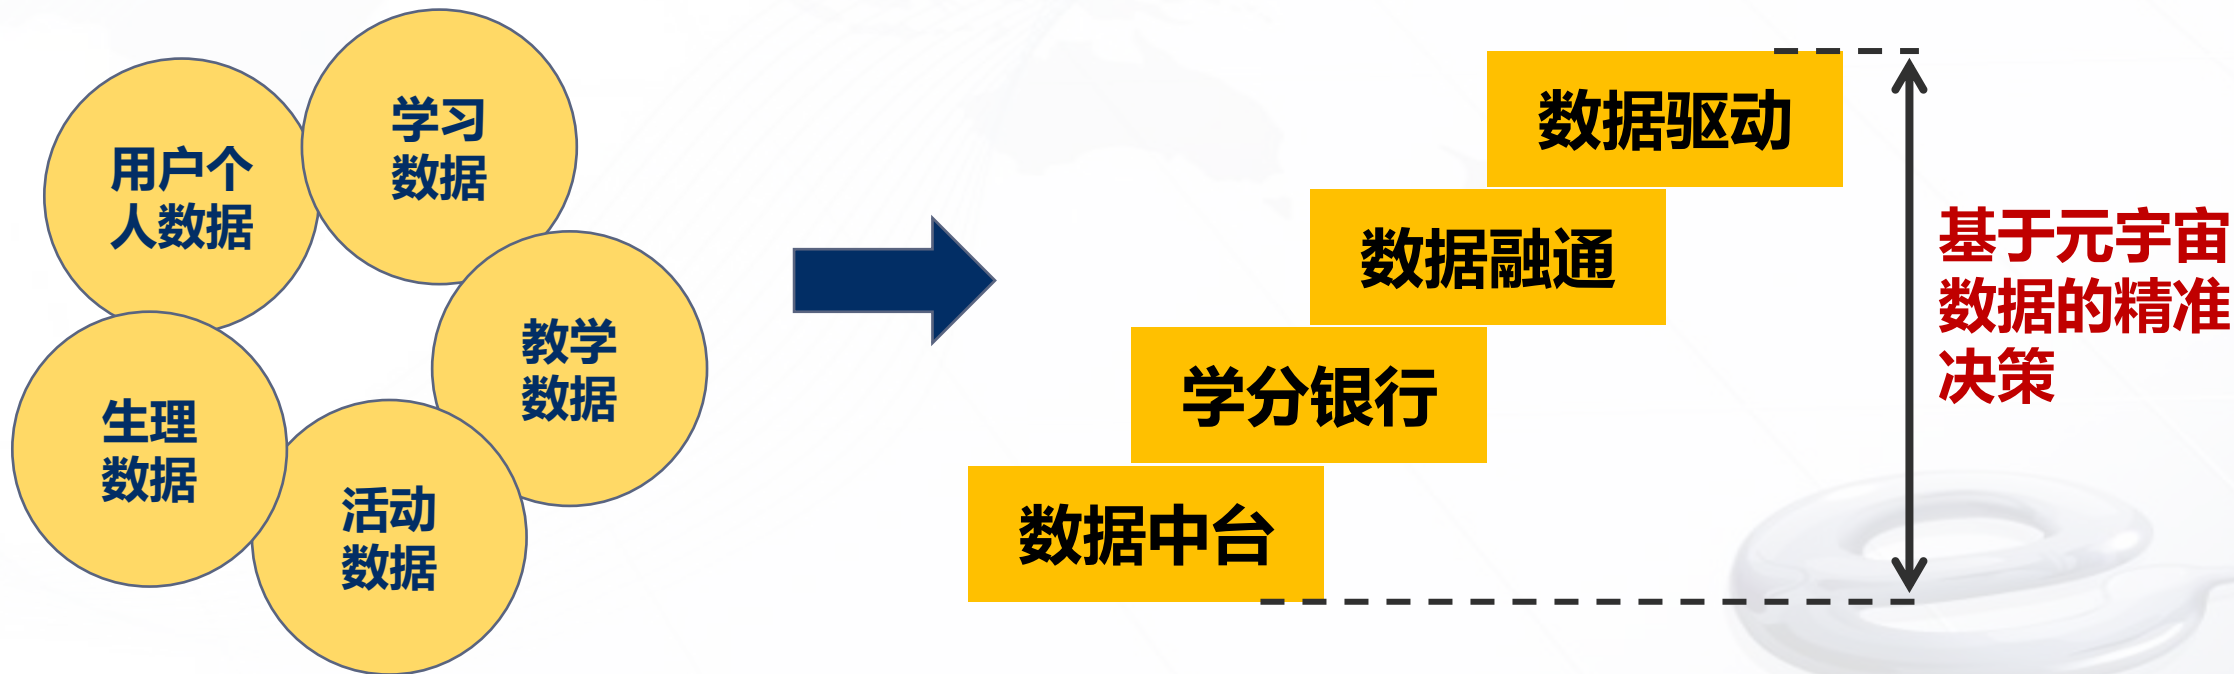 用户个
人数据
学习
数据
教学
数据
活动
数据
生理
数据
数据驱动
数据融通
学分银行
数据中台
基于元宇宙
数据的精准
决策